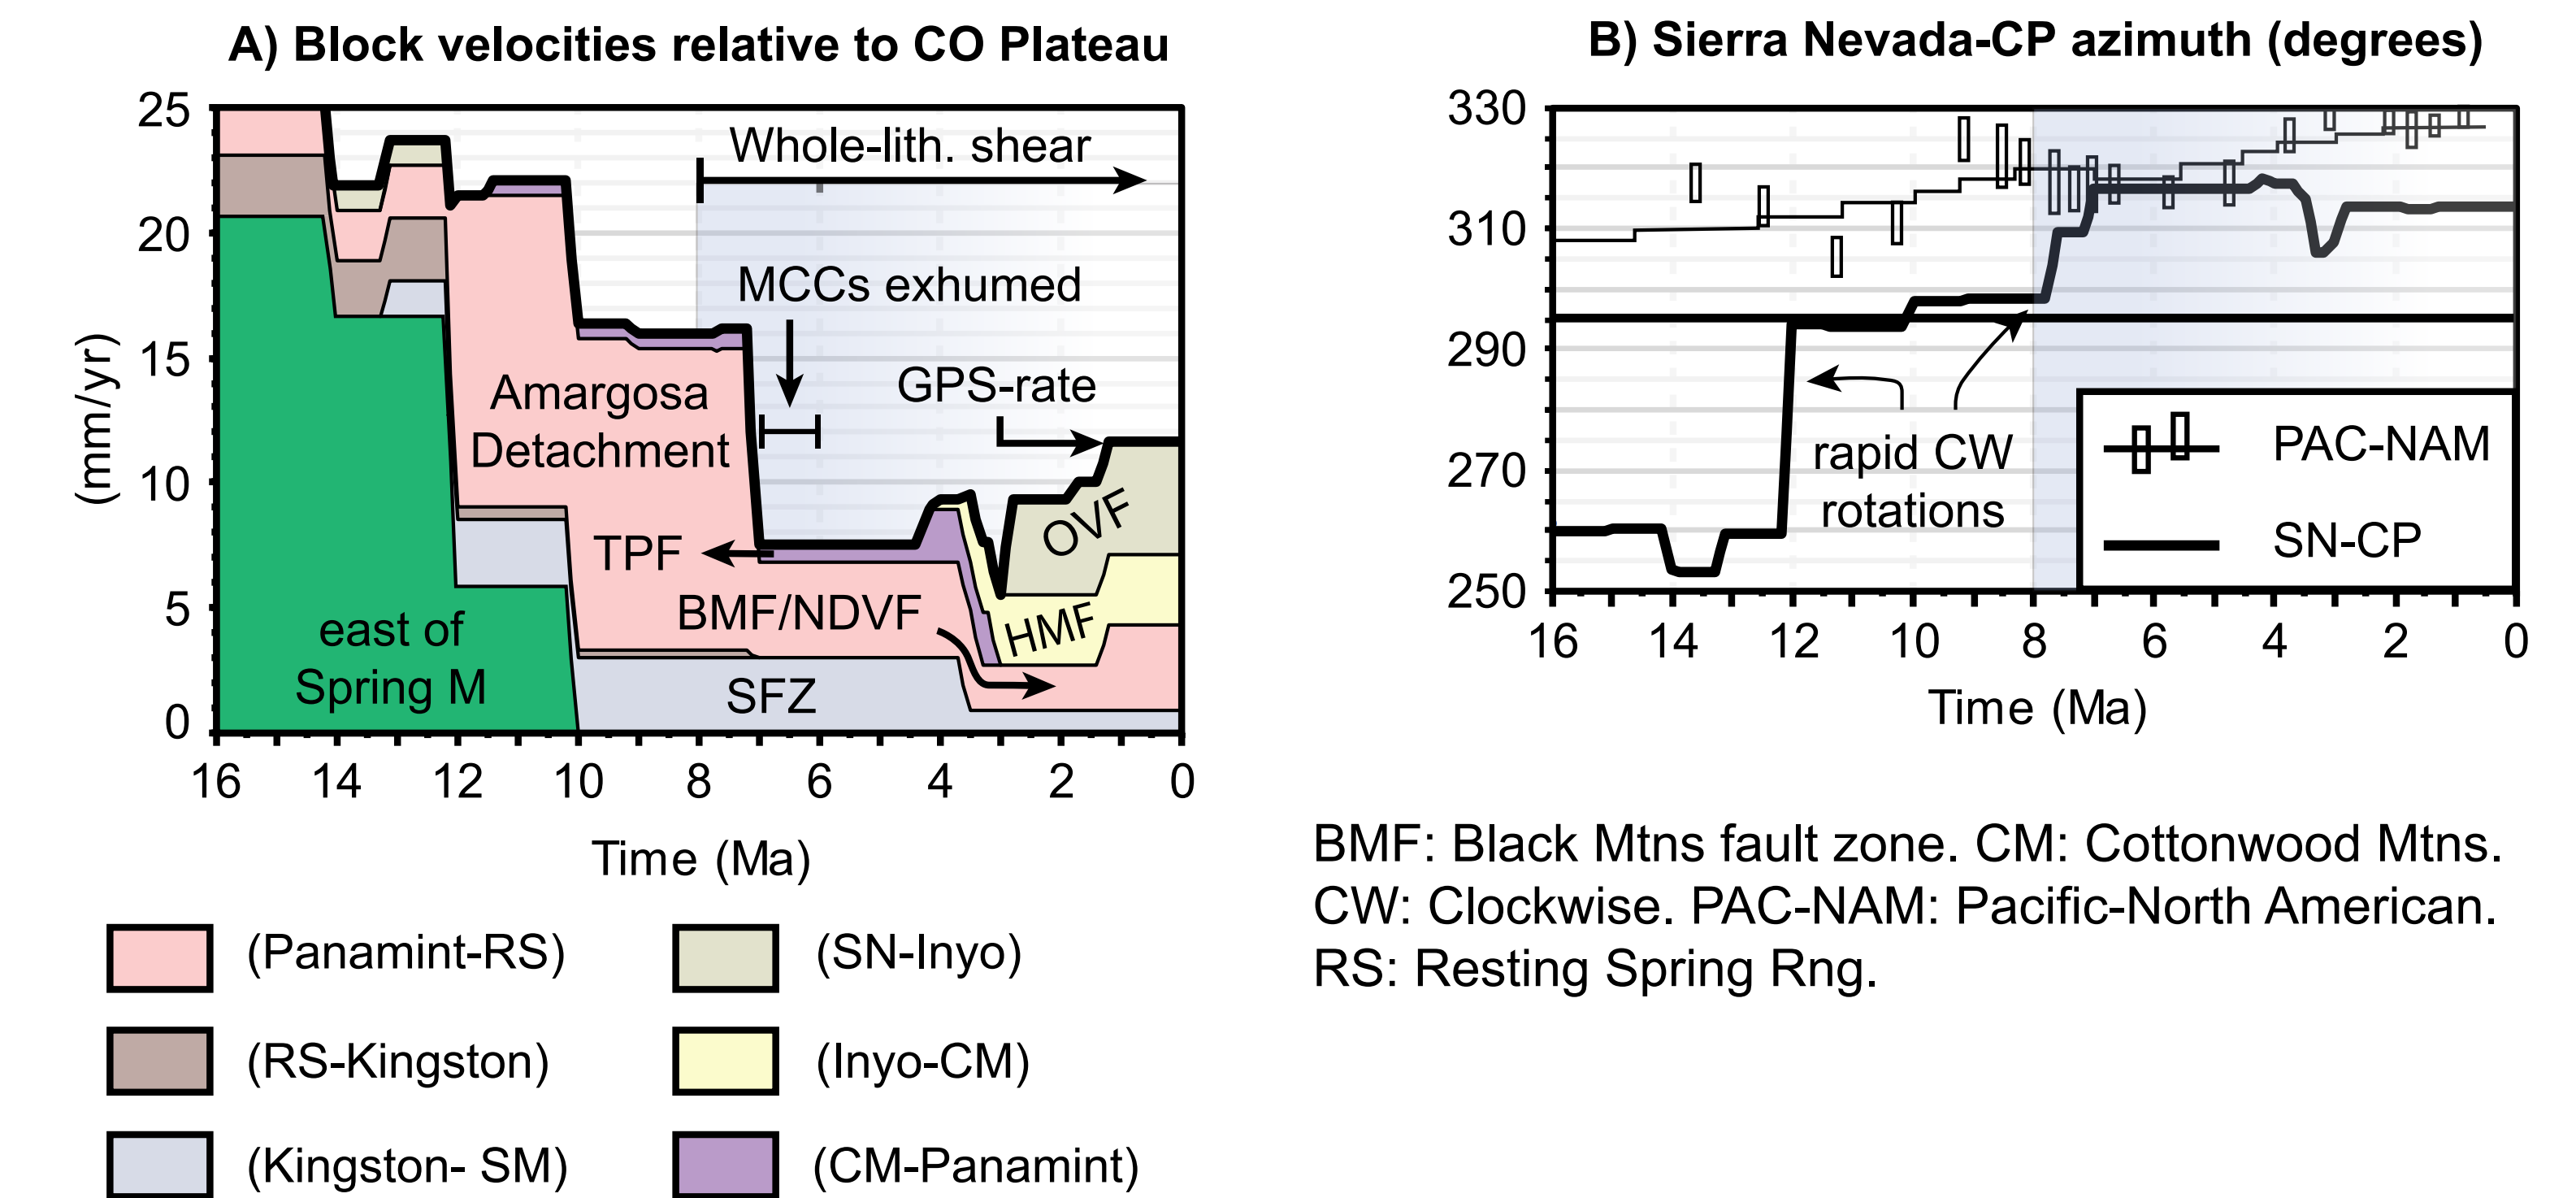 A) Block velocities relative to CO Plateau
25
20
15
10
5
0
(mm/yr)
Whole-lith. shear
MCCs exhumed
GPS-rate
Amargosa
Detachment
TPF
BMF/NDVF
OVF
HMF
SFZ
east of
Spring M
16 14 12 10 8 6 4 2 0
Time (Ma)
(Panamint-RS)
(SN-Inyo)
(RS-Kingston)
(Inyo-CM)
(Kingston- SM)
(CM-Panamint)
B) Sierra Nevada-CP azimuth (degrees)
330
310
290
270
250
rapid CW
rotations
PAC-NAM
SN-CP
16 14 12 10 8 6 4 2 0
Time (Ma)
BMF: Black Mtns fault zone. CM: Cottonwood Mtns.
CW: Clockwise. PAC-NAM: Pacific-North American.
RS: Resting Spring Rng.